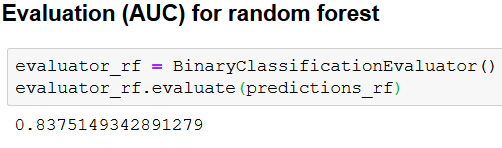 Evaluation (AUC) for random forest
evaluator_rf = BinaryClassificationEvaluator()
evaluator_rf.evaluate(predictions_rf)
0.8375149342891279